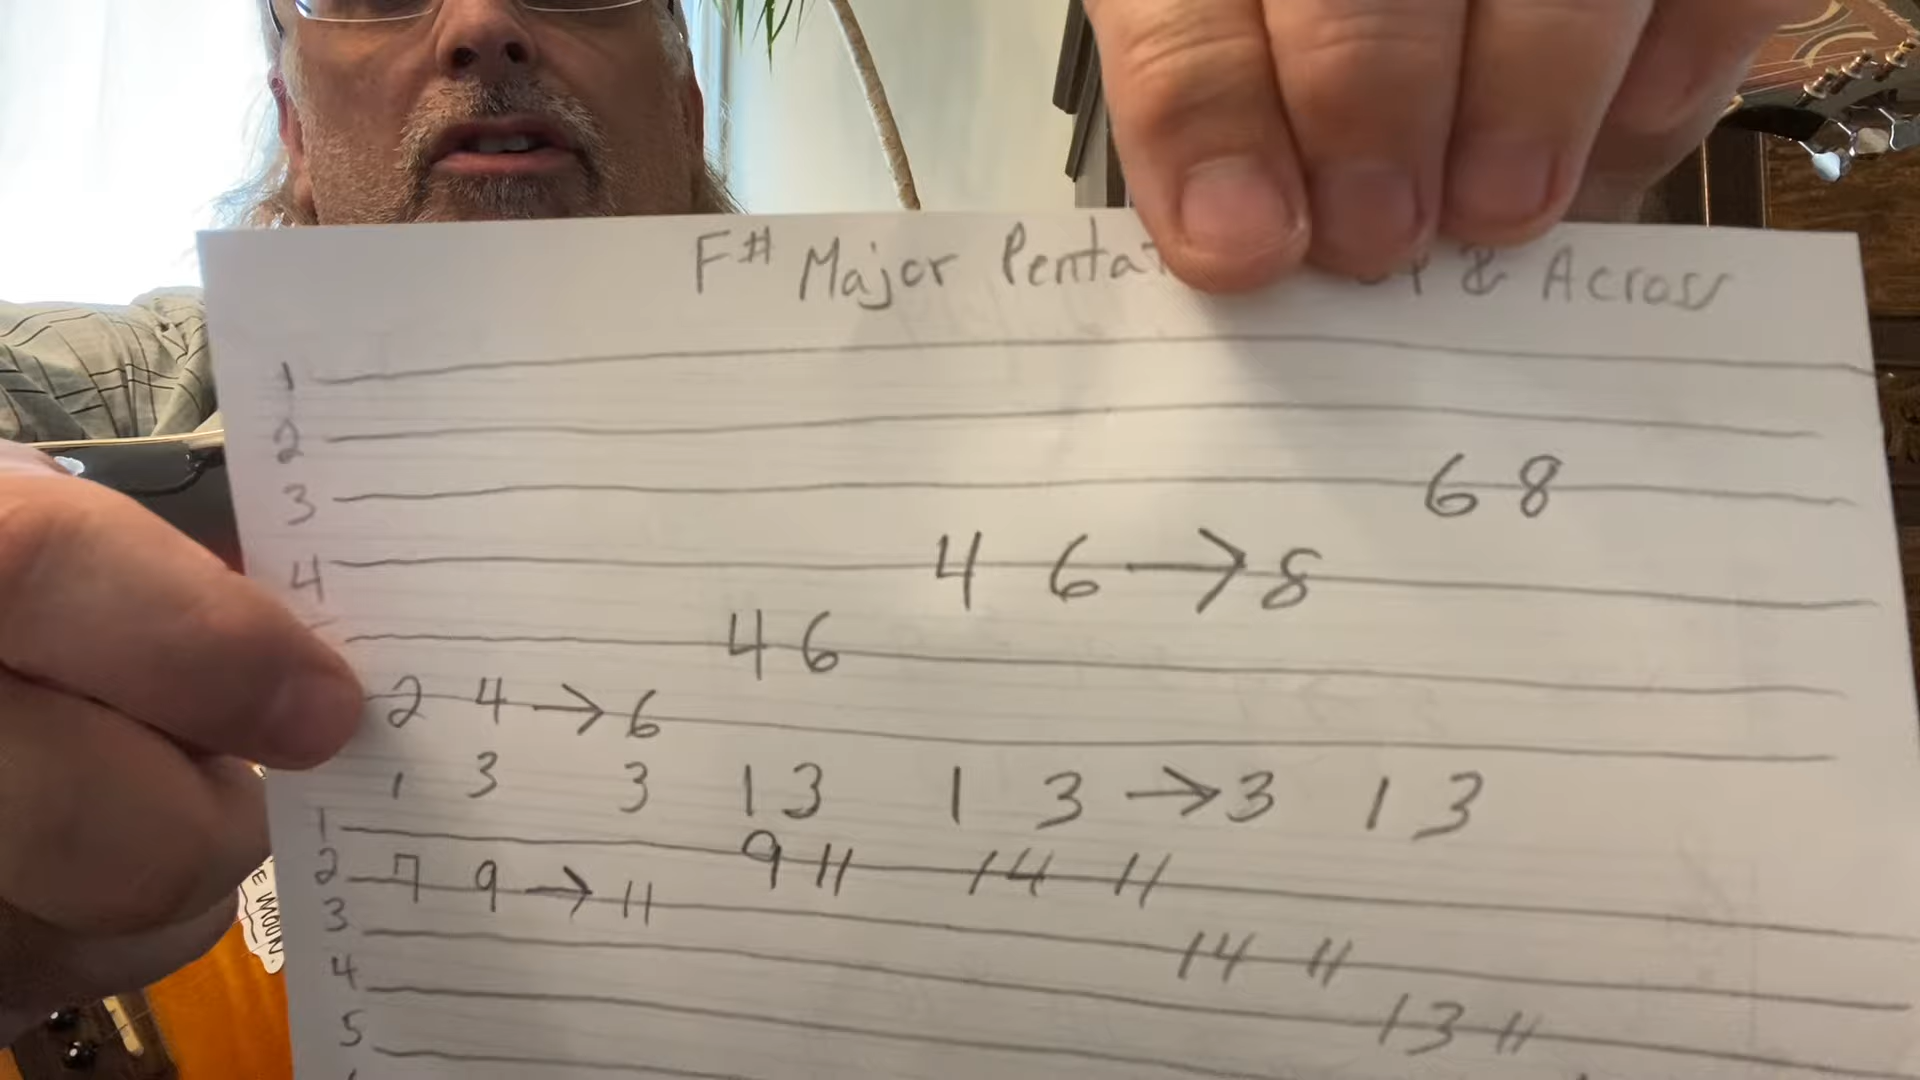 F# Major & Across
1
2
3 6 8
4 4 6 → 8
4 6
2 4 → 6
1 3 3 1 3 1 3 → 3 1 3
1 9 11 14 11
2 7 9 → 11 14 11
3 13 11
4
5
MOON.